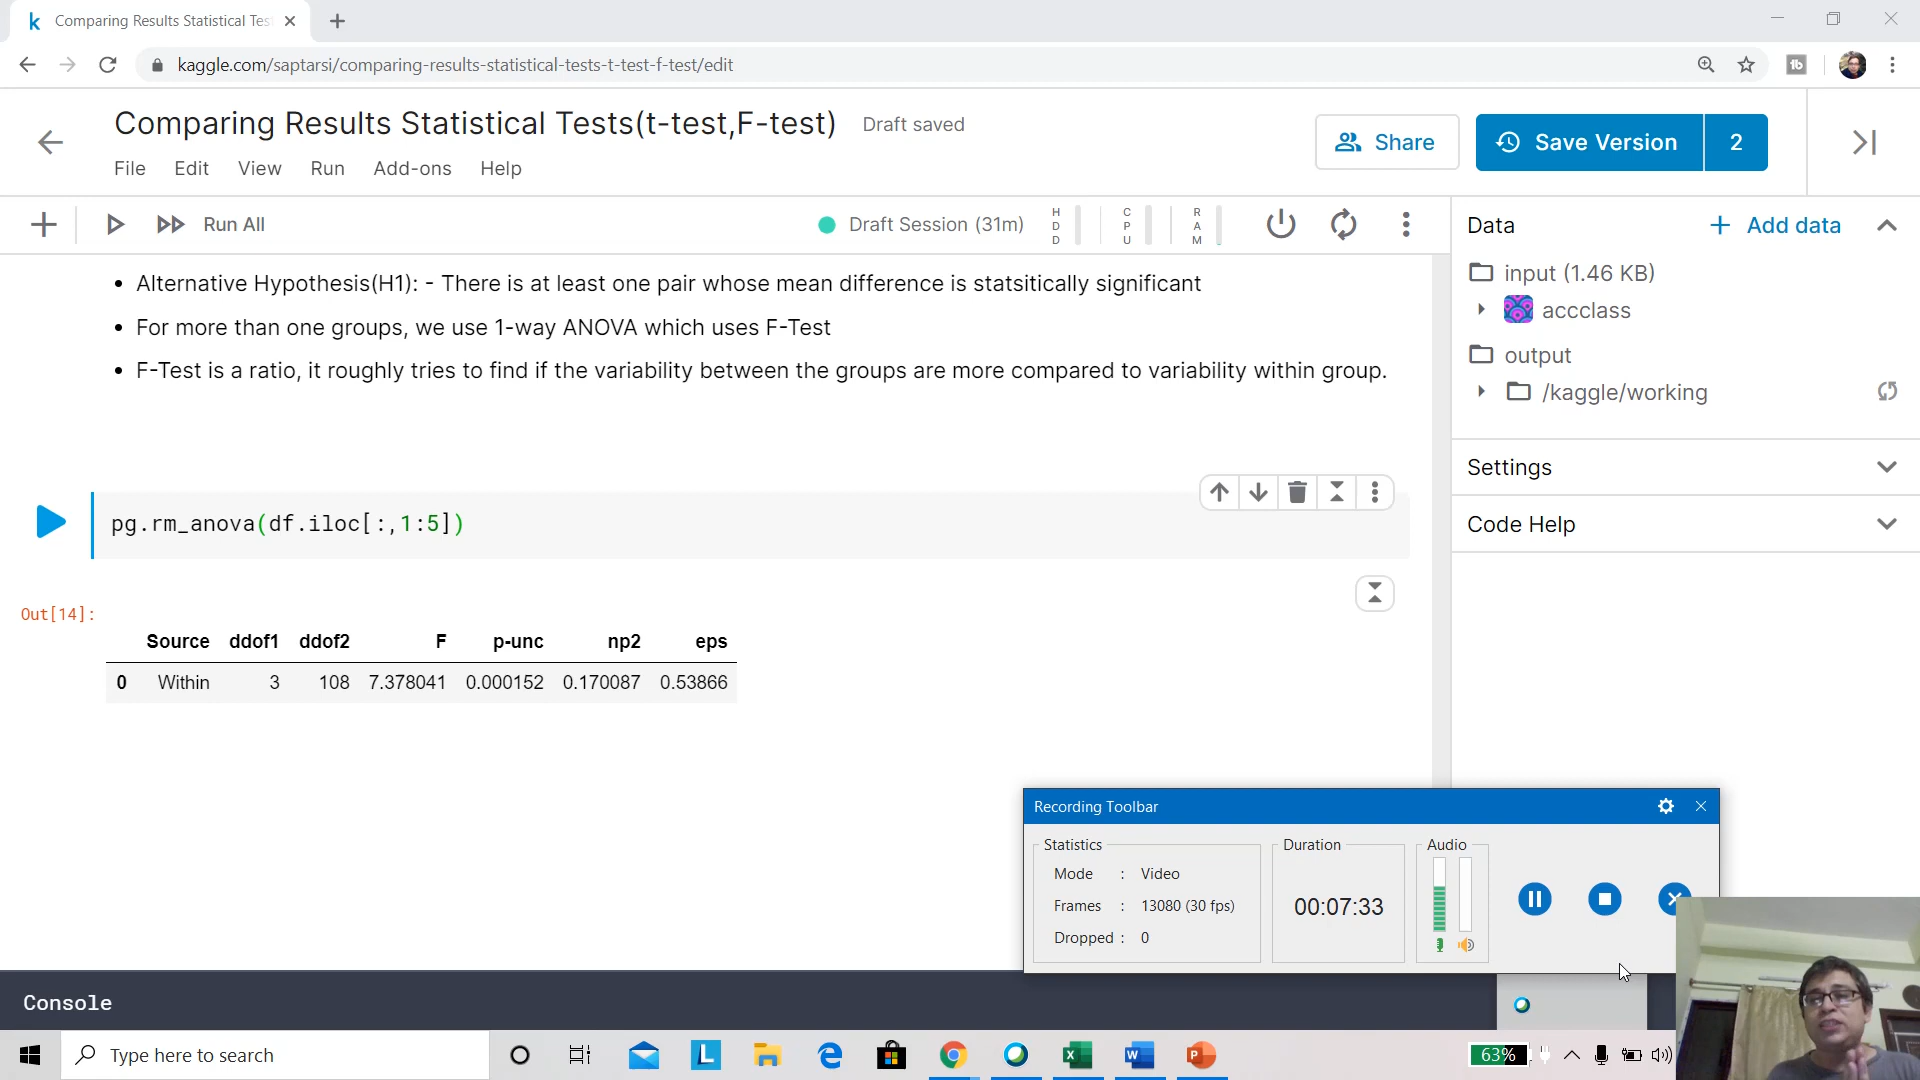 Comparing Results Statistical Tes
kaggle.com/saptarsi/comparing-results-statistical-tests-t-test-f-test/edit
Comparing Results Statistical Tests(t-test,F-test) Draft saved
File Edit View Run Add-ons Help
Share
Save Version 2
Run All
Draft Session (31m)
HDD
CPU
RAM
• Alternative Hypothesis(H1): - There is at least one pair whose mean difference is statsitically significant
• For more than one groups, we use 1-way ANOVA which uses F-Test
• F-Test is a ratio, it roughly tries to find if the variability between the groups are more compared to variability within group.
pg.rm_anova(df.iloc[:,1:5])
Out[14]:
Source ddof1 ddof2 F p-unc np2 eps
0 Within 3 108 7.378041 0.000152 0.170087 0.53866
Data
+ Add data
input (1.46 KB)
accclass
output
/kaggle/working
Settings
Code Help
Recording Toolbar
Statistics
Mode : Video
Frames : 13080 (30 fps)
Dropped : 0
Duration
00:07:33
Audio
Console
Type here to search
63%